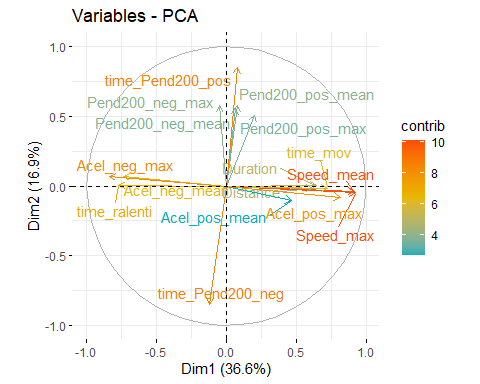 Variables - PCA
1.0
0.5
0.0
-0.5
-1.0
Dim2 (16.9%)
time_Pend200_pos
Pend200_neg_max
Pend200_pos_mean
Pend200_neg_mean
Pend200_pos_max
time_mov
Acel_neg_max
Duration
Speed_mean
Acel_neg_mean
Distance
time_ralenti
Acel_pos_mean
Acel_pos_max
Speed_max
time_Pend200_neg
-1.0 -0.5 0.0 0.5 1.0
Dim1 (36.6%)
contrib
10
8
6
4